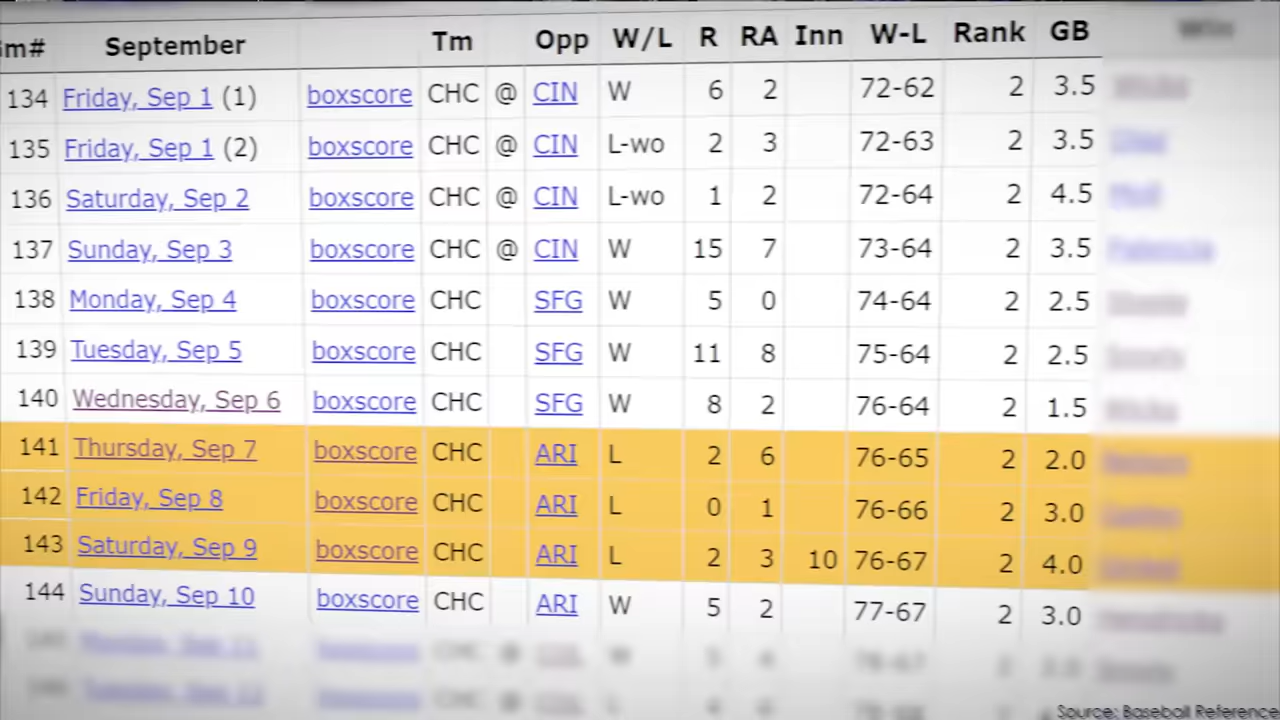 im# September Tm Opp W/L R RA Inn W-L Rank GB
134 Friday, Sep 1 (1) boxscore CHC @ CIN W 6 2 72-62 2 3.5
135 Friday, Sep 1 (2) boxscore CHC @ CIN L-wo 2 3 72-63 2 3.5
136 Saturday, Sep 2 boxscore CHC @ CIN L-wo 1 2 72-64 2 4.5
137 Sunday, Sep 3 boxscore CHC @ CIN W 15 7 73-64 2 3.5
138 Monday, Sep 4 boxscore CHC SFG W 5 0 74-64 2 2.5
139 Tuesday, Sep 5 boxscore CHC SFG W 11 8 75-64 2 2.5
140 Wednesday, Sep 6 boxscore CHC SFG W 8 2 76-64 2 1.5
141 Thursday, Sep 7 boxscore CHC ARI L 2 6 76-65 2 2.0
142 Friday, Sep 8 boxscore CHC ARI L 0 1 76-66 2 3.0
143 Saturday, Sep 9 boxscore CHC ARI L 2 3 10 76-67 2 4.0
144 Sunday, Sep 10 boxscore CHC ARI W 5 2 77-67 2 3.0
Source: Baseball Reference